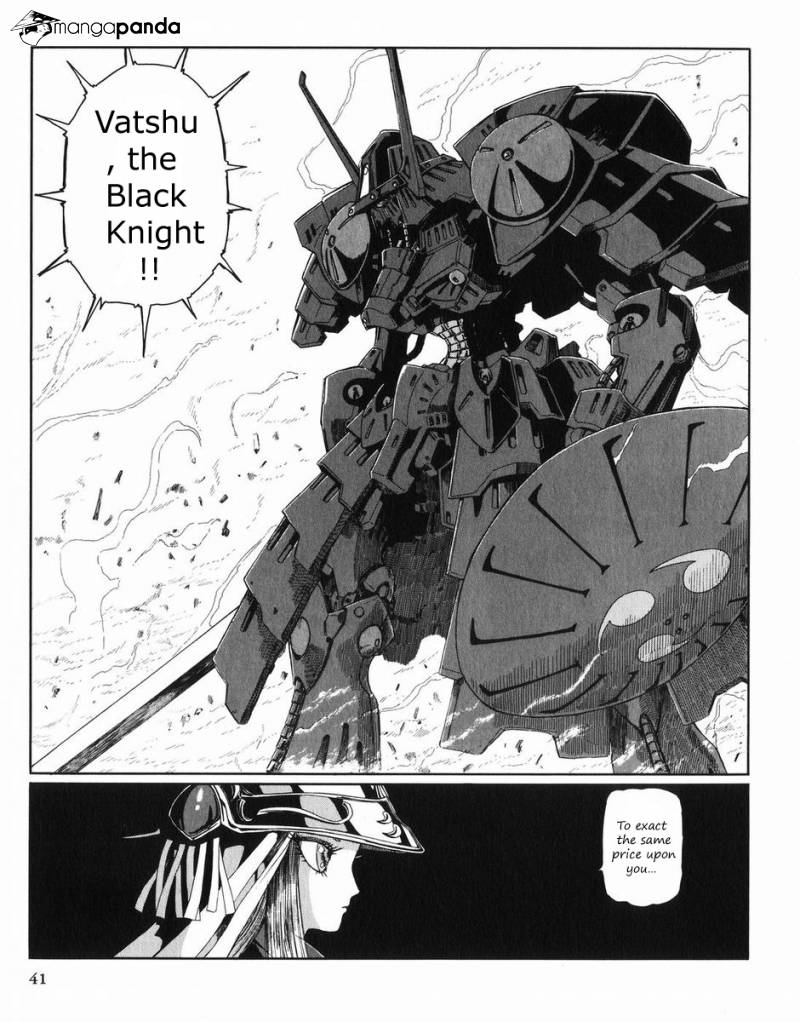 mangapanda
Vatshu
, the
Black
Knight
!!
To exact
the same
price upon
you...
41